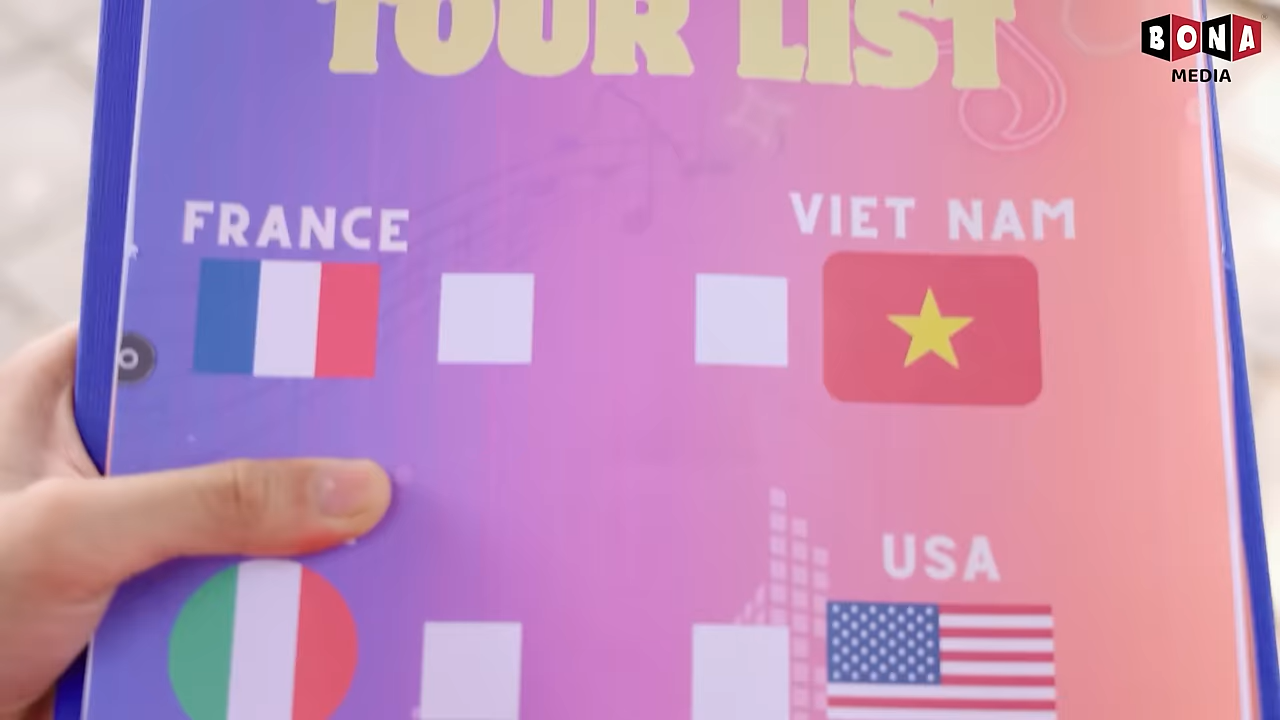 TOUR LIST
BONA
MEDIA
FRANCE
VIET NAM
USA